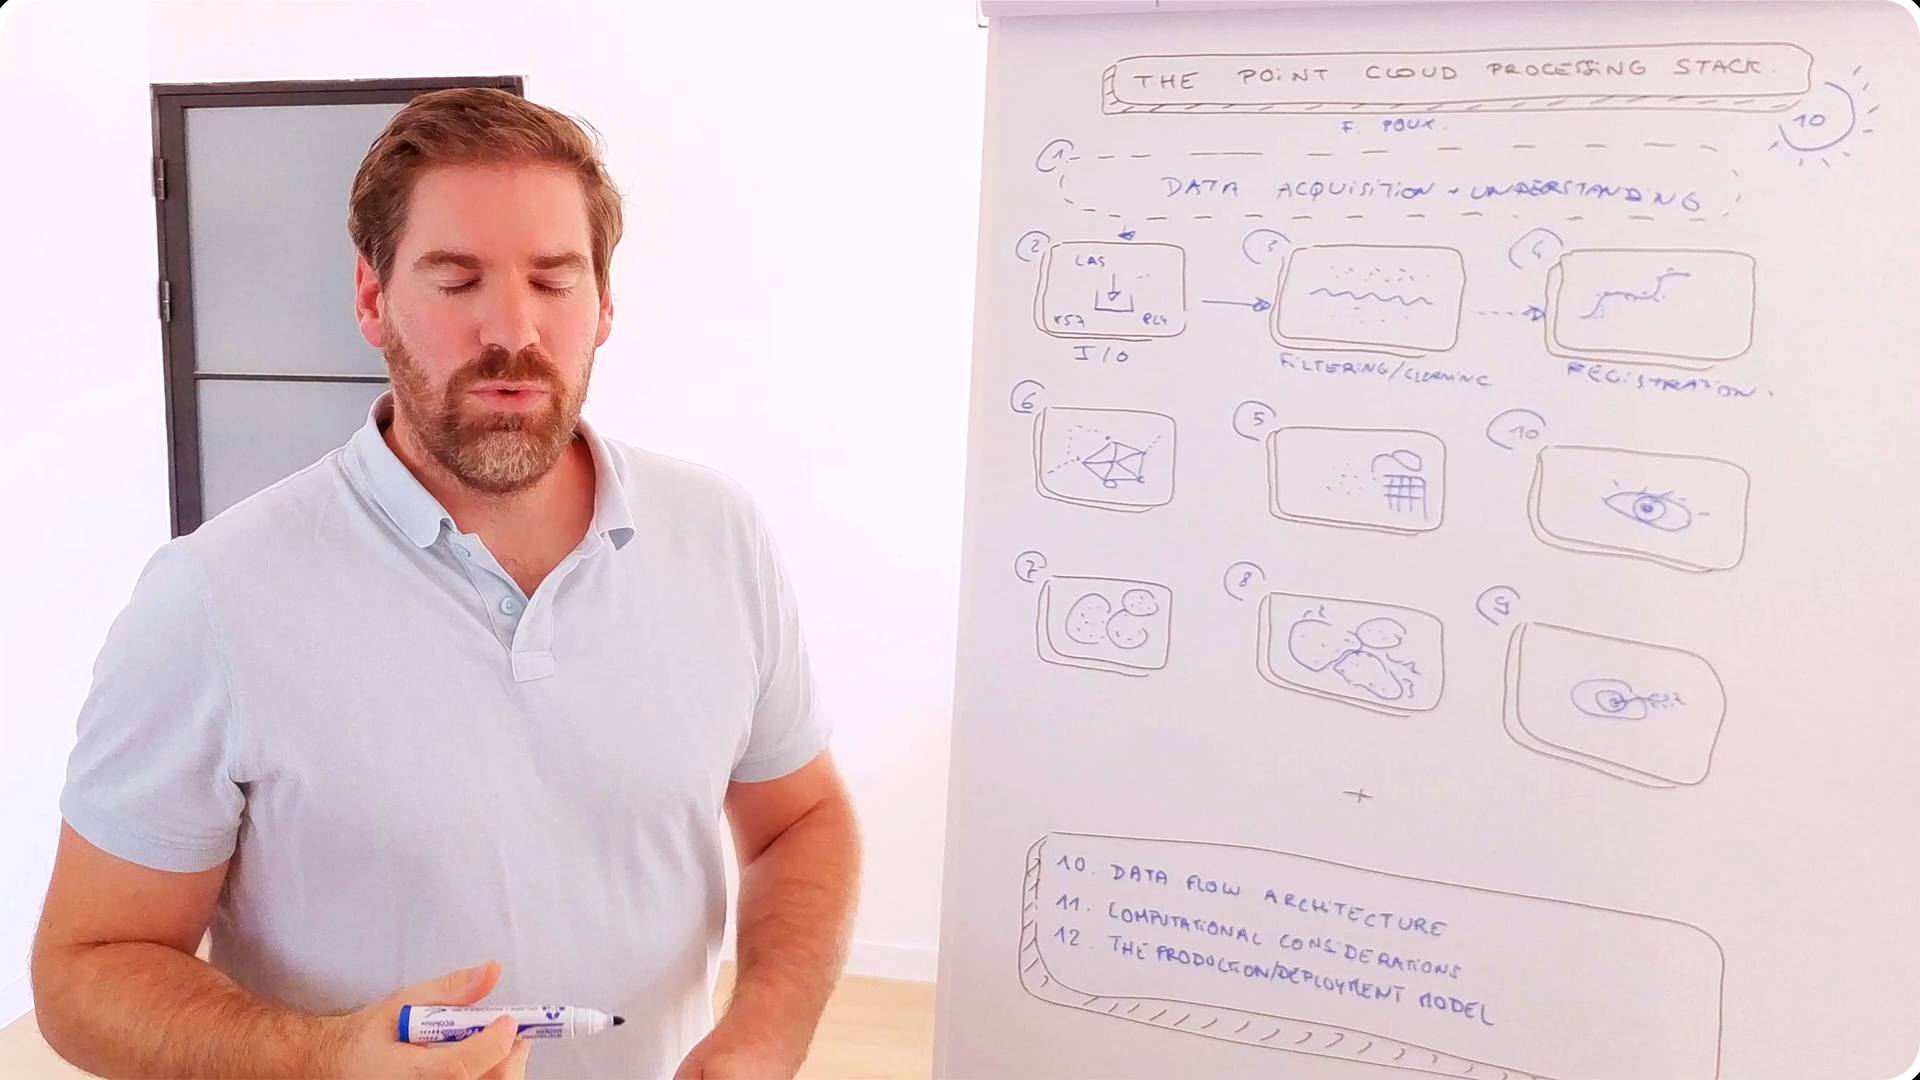 THE POINT CLOUD PROCESSING STACK.
F. POUX.
10
1
DATA ACQUISITION + UNDERSTANDING
2
LAS
PLY
I/O
3
FILTERING/CLEANING
4
REGISTRATION.
6
5
10
7
8
9
+
10. DATA FLOW ARCHITECTURE
11. COMPUTATIONAL CONSIDERATIONS
12. THE PRODUCTION/DEPLOYMENT MODEL